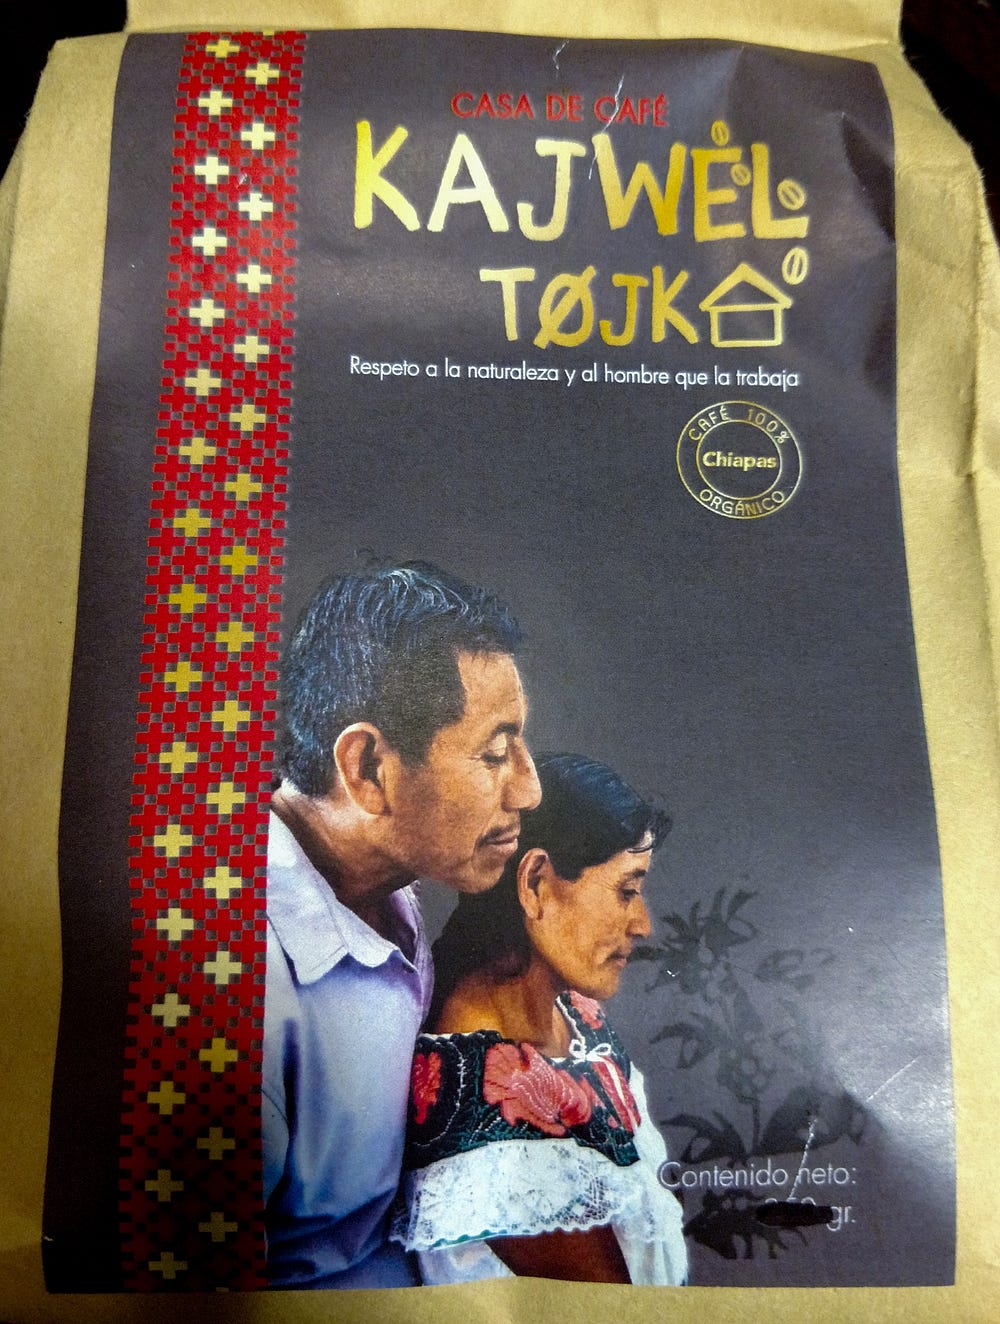 CASA DE CAFÉ
KAJWĖL
TØJK
Respeto a la naturaleza y al hombre que la trabaja
CAFÉ 100%
Chiapas
ORGÁNICO
Contenido neto:
gr.